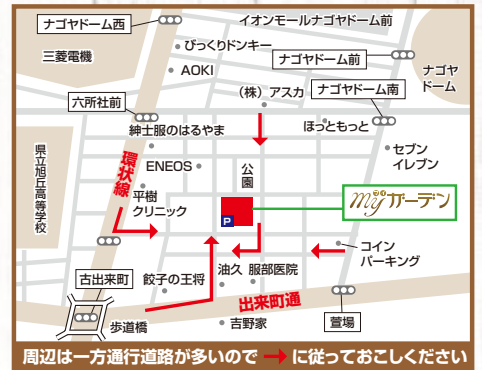 ナゴヤドーム西
イオンモールナゴヤドーム前
三菱電機
びっくりドンキー
AOKI
ナゴヤドーム前
ナゴヤ
ドーム
六所社前
(株)アスカ
ナゴヤドーム南
紳士服のはるやま
ほっともっと
県立旭丘高等学校
環状線
ENEOS
公園
セブン
イレブン
平樹
クリニック
P
myガーデン
コイン
パーキング
古出来町
餃子の王将
油久
服部医院
出来町通
萱場
歩道橋
吉野家
周辺は一方通行道路が多いので→に従っておこしください